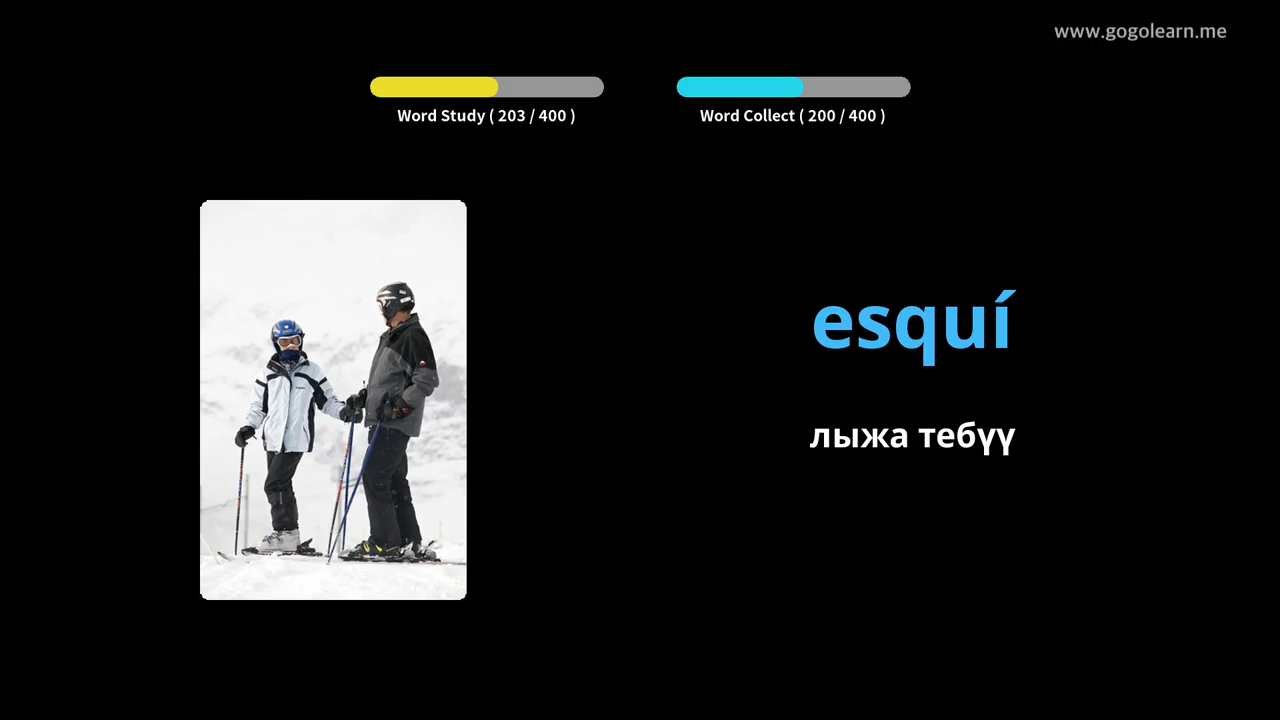 www.gogolearn.me
Word Study ( 203 / 400 )
Word Collect ( 200 / 400 )
esquí
лыжа тебүү